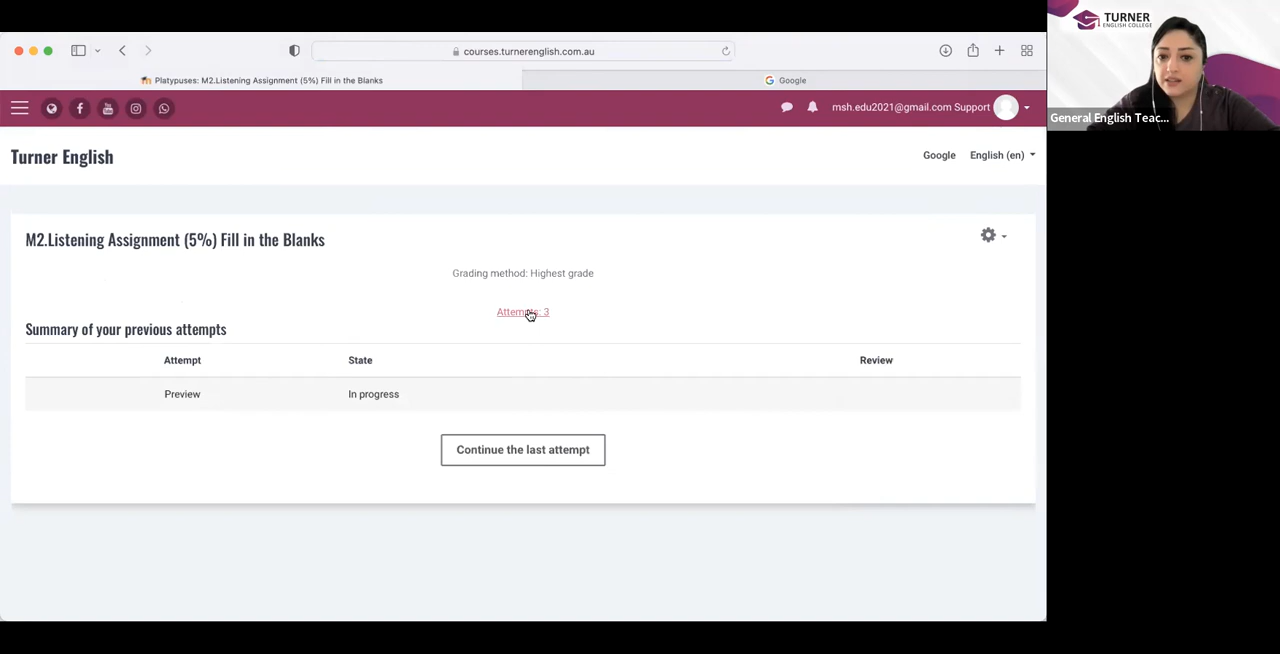 courses.turnerenglish.com.au
Platypuses: M2.Listening Assignment (5%) Fill in the Blanks
Google
msh.edu2021@gmail.com Support
Turner English
Google
English (en)
M2.Listening Assignment (5%) Fill in the Blanks
Grading method: Highest grade
Attempts: 3
Summary of your previous attempts
Attempt State Review
Preview In progress
Continue the last attempt
TURNER
ENGLISH COLLEGE
General English Teac...